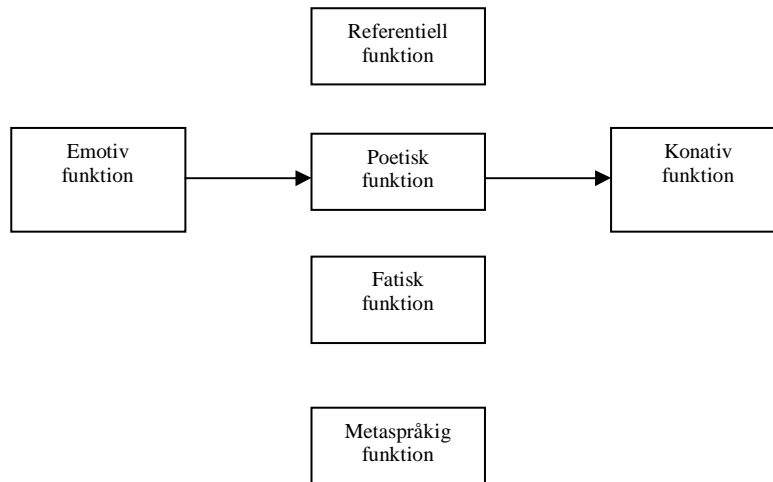 Referentiell
funktion
Emotiv
funktion
Poetisk
funktion
Konativ
funktion
Fatisk
funktion
Metaspråkig
funktion